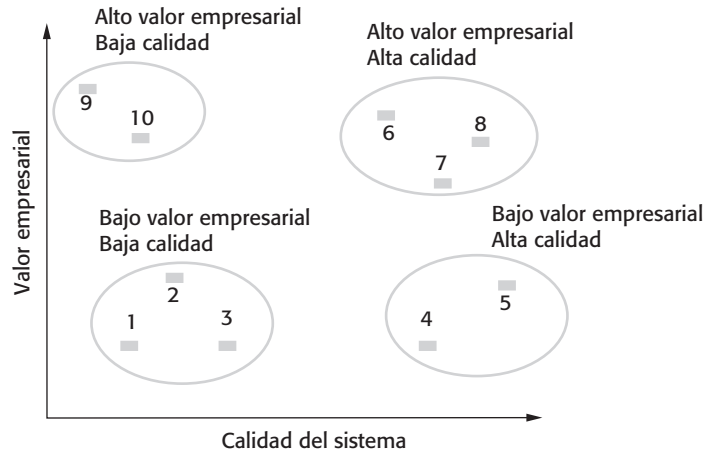 Alto valor empresarial
Baja calidad
Alto valor empresarial
Alta calidad
9
10
6
8
7
Valor empresarial
Bajo valor empresarial
Baja calidad
Bajo valor empresarial
Alta calidad
2
1
3
5
4
Calidad del sistema